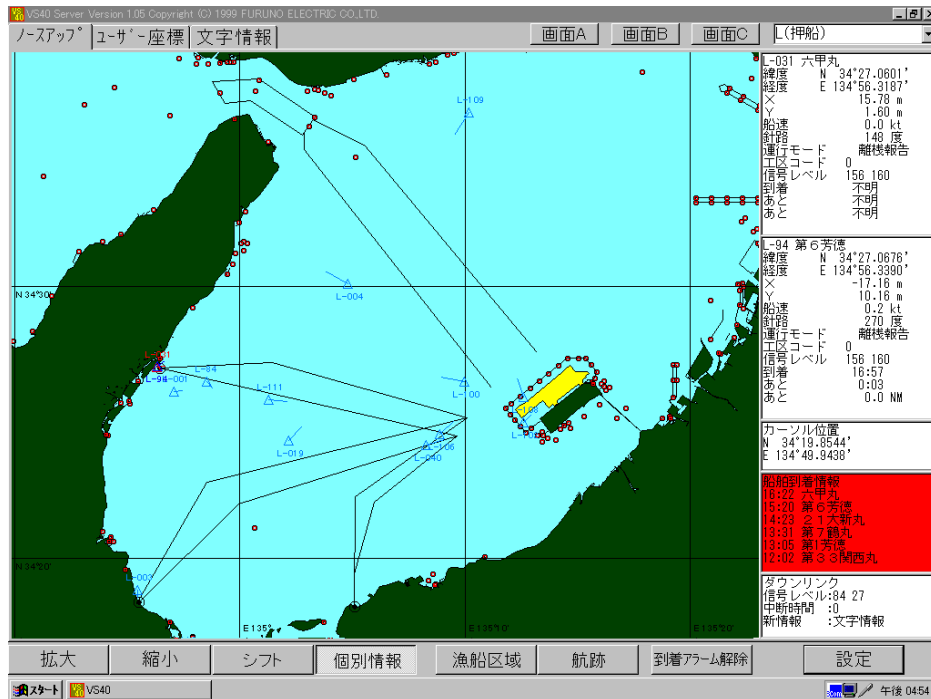 VS40 Server Version 1.05 Copyright (C) 1999 FURUNO ELECTRIC CO.,LTD.
ノースアップ ユーザー座標 文字情報 画面A 画面B 画面C L(押船)
L-109
L-004
N 34°30'
L-94
L-001
L-94
L-111
L-100
L-019
L-106
L-040
L-108
N 34°20'
E 135°
E 135°10'
E 135°20'
L-031 六甲丸
緯度 N 34°27.0601'
経度 E 134°56.3187'
X 15.78 m
Y 1.60 m
船速 0.0 kt
針路 148 度
運行モード 離桟報告
工区コード 0
信号レベル 156 160
到着 不明
あと 不明
あと 不明
L-94 第6芳徳
緯度 N 34°27.0676'
経度 E 134°56.3390'
X -17.16 m
Y 10.16 m
船速 0.2 kt
針路 270 度
運行モード 離桟報告
工区コード 0
信号レベル 156 160
到着 16:57
あと 0:03
あと 0.0 NM
カーソル位置
N 34°19.8544'
E 134°49.9438'
船舶到着情報
16:22 六甲丸
15:20 第6芳徳
14:23 21大新丸
13:31 第7鶴丸
13:05 第1芳徳
12:02 第33関西丸
ダウンリンク
信号レベル:84 27
中断時間 :0
新情報 :文字情報
拡大 縮小 シフト 個別情報 漁船区域 航跡 到着アラーム解除 設定
スタート VS40 午後 04:54